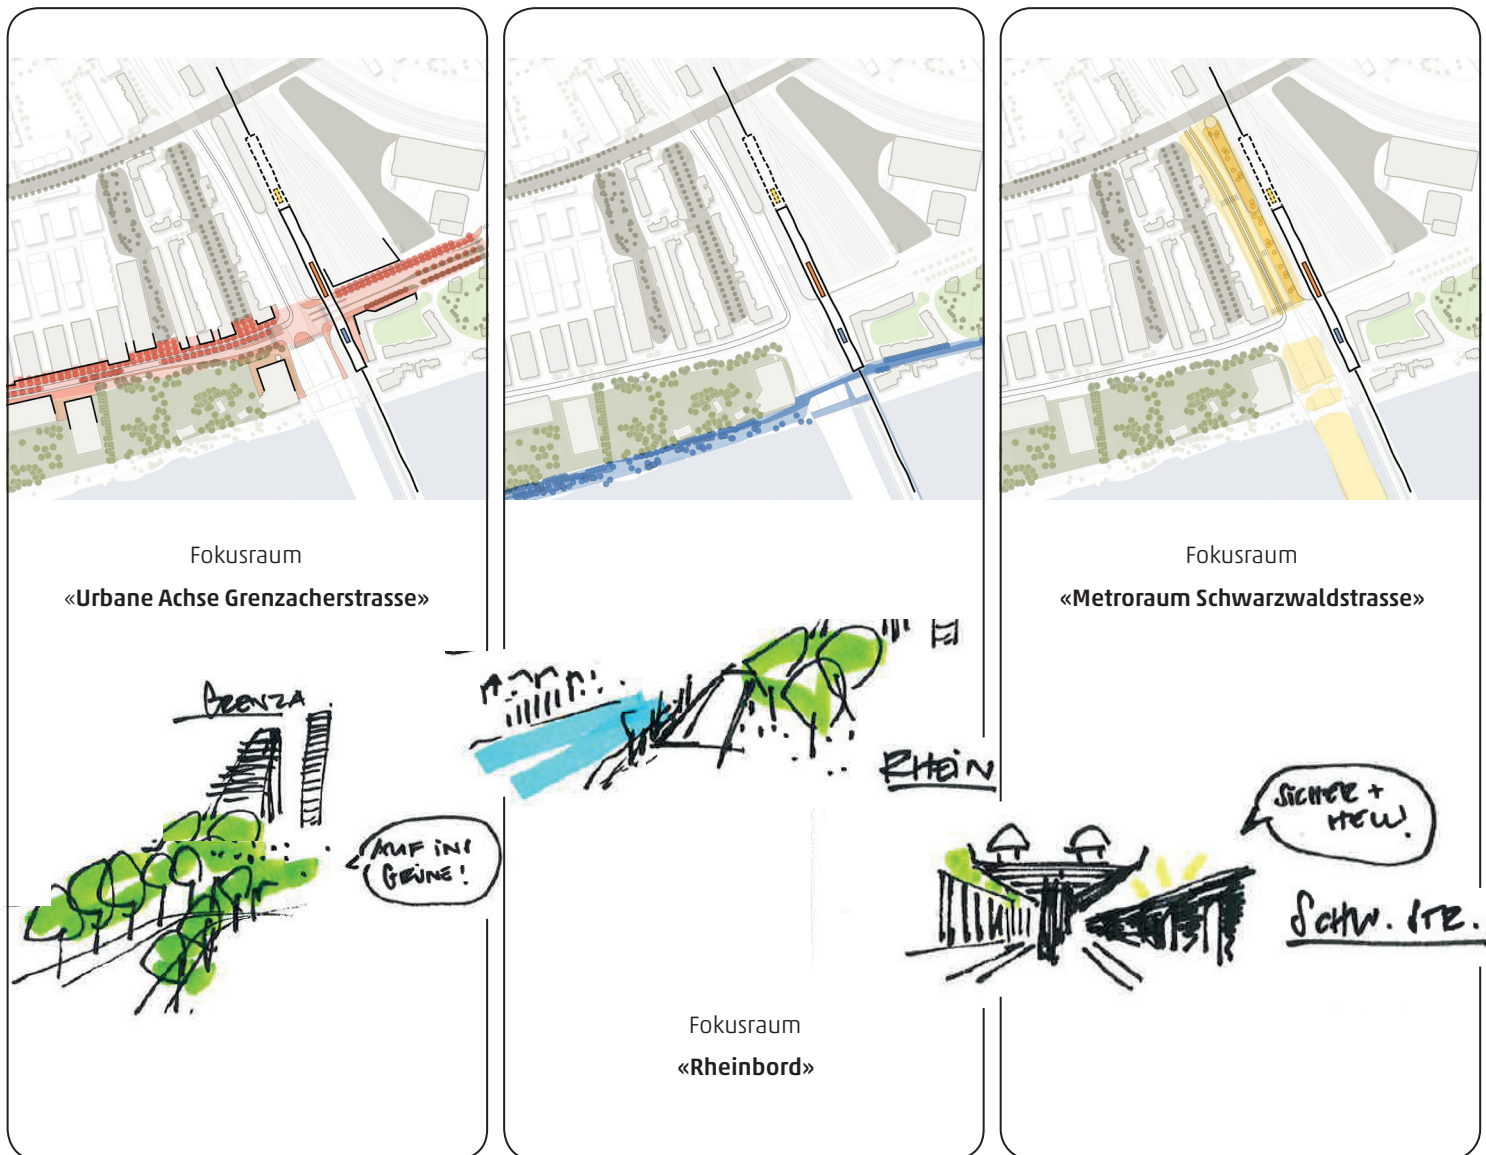 Fokusraum
«Urbane Achse Grenzacherstrasse»
GRENZA.
AUF INS
GRÜNE!
RHEIN
Fokusraum
«Rheinbord»
Fokusraum
«Metroraum Schwarzwaldstrasse»
SICHER +
HELL!
SCHW. STR.